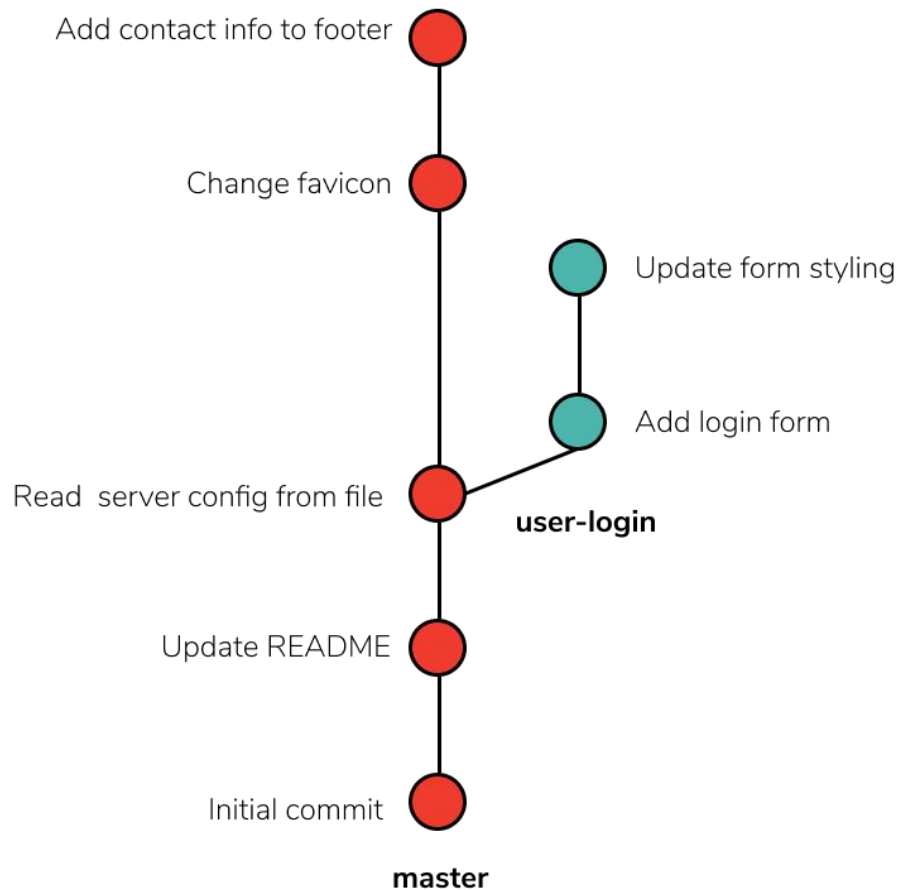 Add contact info to footer
Change favicon
Update form styling
Add login form
Read server config from file
user-login
Update README
Initial commit
master